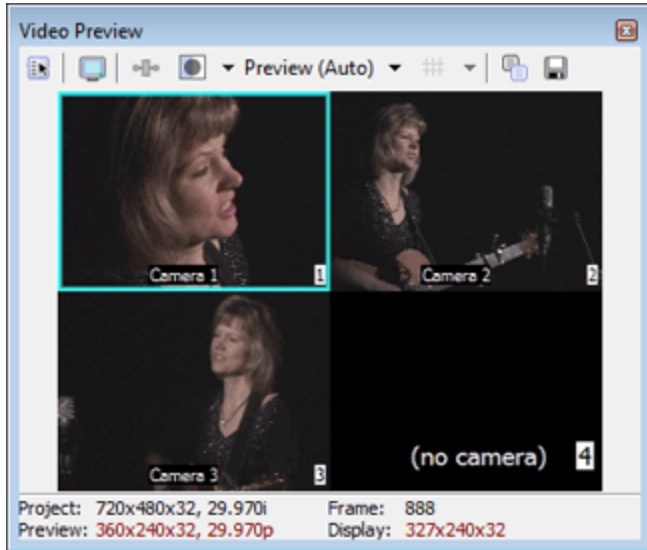 Video Preview
Preview (Auto)
Camera 1 1
Camera 2 2
Camera 3 3
(no camera) 4
Project: 720x480x32, 29.970i Frame: 888
Preview: 360x240x32, 29.970p Display: 327x240x32